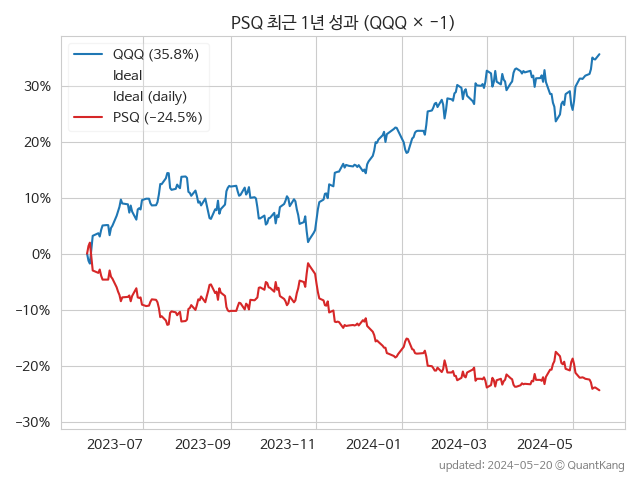 PSQ 최근 1년 성과 (QQQ × −1)
QQQ (35.8%)
Ideal
Ideal (daily)
PSQ (−24.5%)
30%
20%
10%
0%
−10%
−20%
−30%
2023−07 2023−09 2023−11 2024−01 2024−03 2024−05
updated: 2024−05−20 © QuantKang